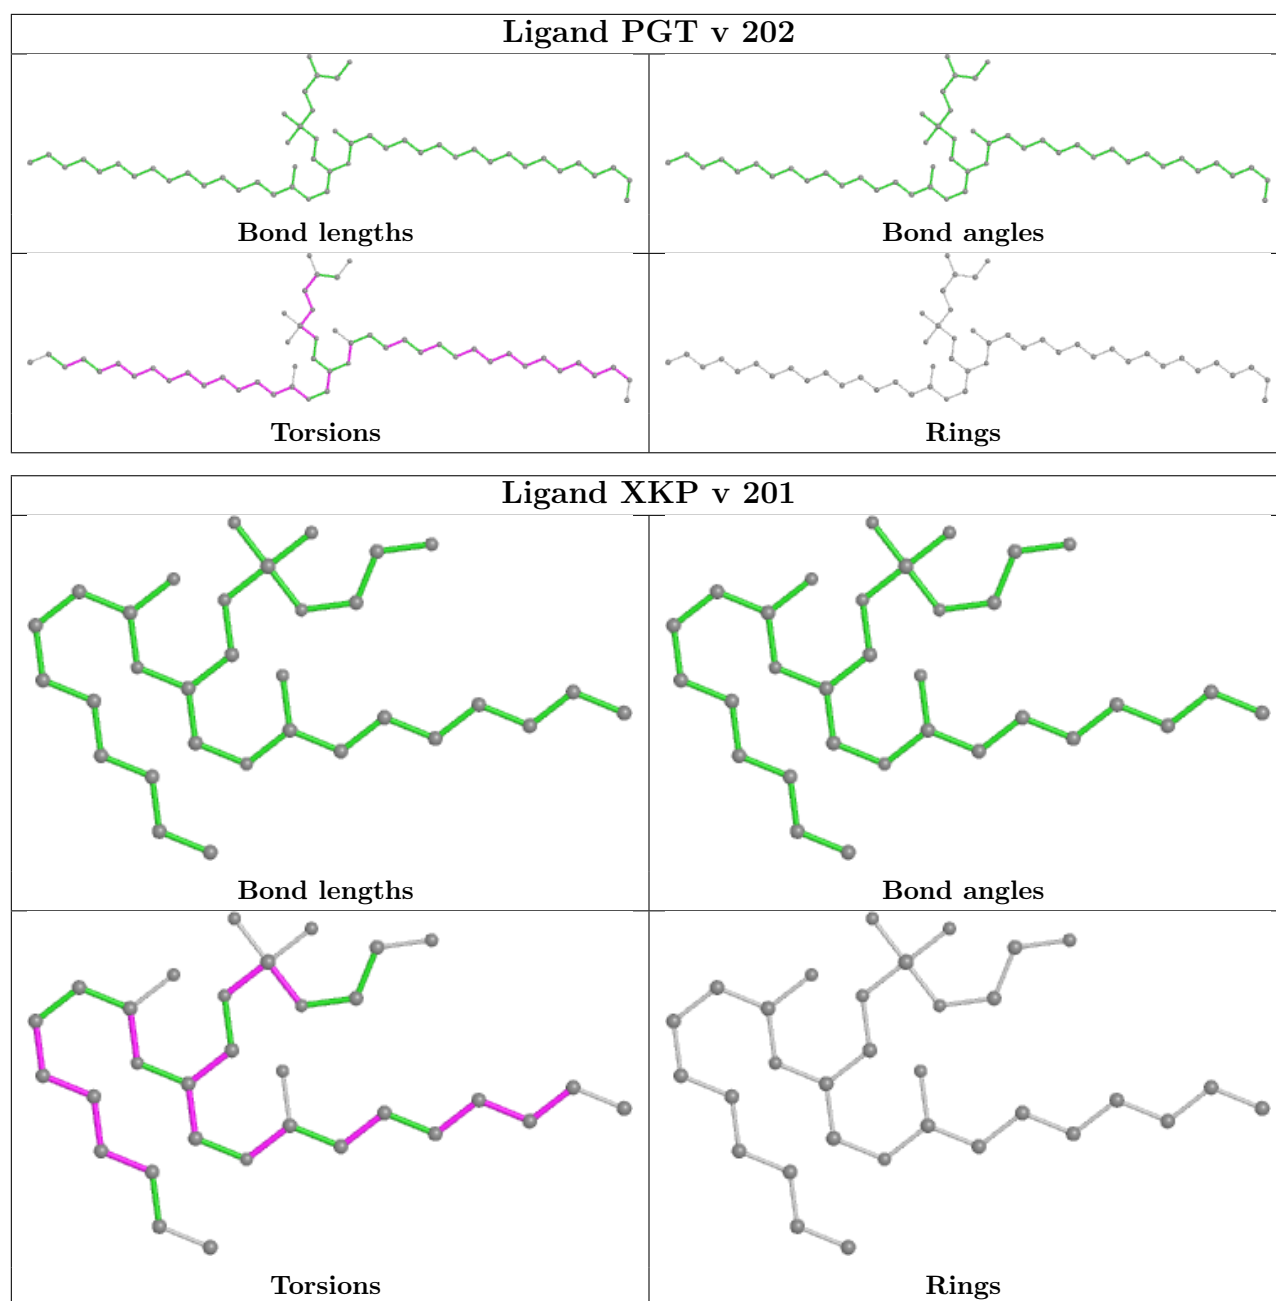 Ligand PGT v 202
Bond lengths
Bond angles
Torsions
Rings
Ligand XKP v 201
Bond lengths
Bond angles
Torsions
Rings